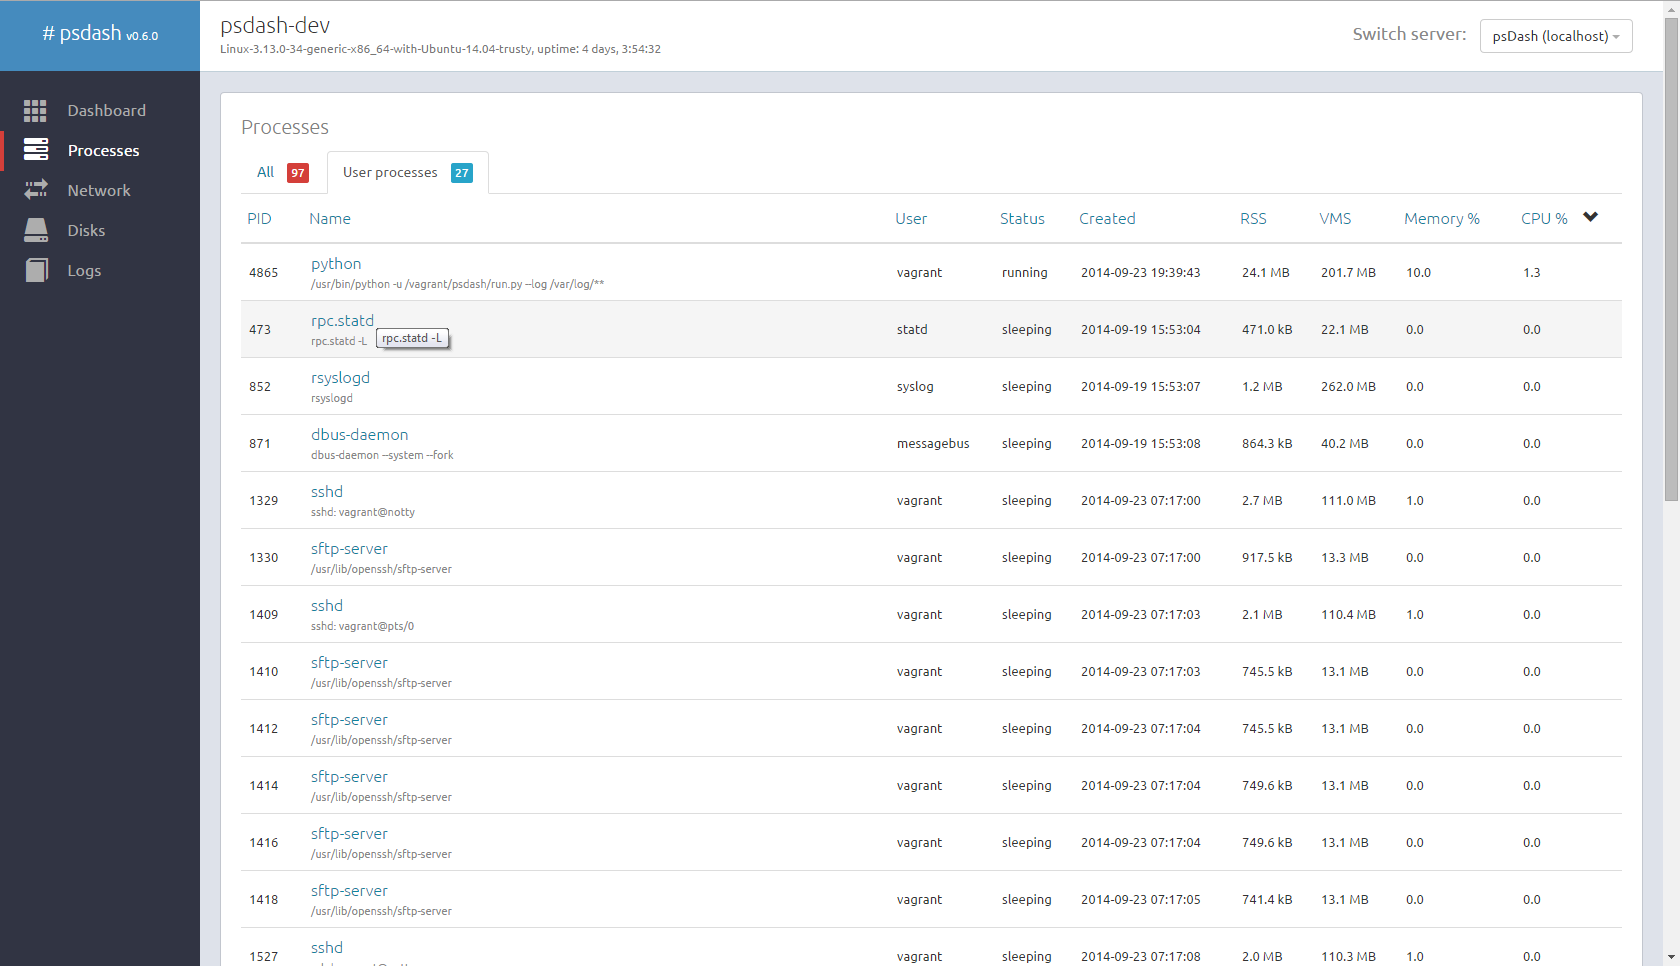 # psdash v0.6.0
psdash-dev
Linux-3.13.0-34-generic-x86_64-with-Ubuntu-14.04-trusty, uptime: 4 days, 3:54:32
Switch server: psDash (localhost)
Dashboard
Processes
Network
Disks
Logs
Processes
All 97 User processes 27
PID Name User Status Created RSS VMS Memory % CPU %
4865 python vagrant running 2014-09-23 19:39:43 24.1 MB 201.7 MB 10.0 1.3
/usr/bin/python -u /vagrant/psdash/run.py --log /var/log/**
473 rpc.statd statd sleeping 2014-09-19 15:53:04 471.0 kB 22.1 MB 0.0 0.0
rpc.statd -L rpc.statd -L
852 rsyslogd syslog sleeping 2014-09-19 15:53:07 1.2 MB 262.0 MB 0.0 0.0
rsyslogd
871 dbus-daemon messagebus sleeping 2014-09-19 15:53:08 864.3 kB 40.2 MB 0.0 0.0
dbus-daemon --system --fork
1329 sshd vagrant sleeping 2014-09-23 07:17:00 2.7 MB 111.0 MB 1.0 0.0
sshd: vagrant@notty
1330 sftp-server vagrant sleeping 2014-09-23 07:17:00 917.5 kB 13.3 MB 0.0 0.0
/usr/lib/openssh/sftp-server
1409 sshd vagrant sleeping 2014-09-23 07:17:03 2.1 MB 110.4 MB 1.0 0.0
sshd: vagrant@pts/0
1410 sftp-server vagrant sleeping 2014-09-23 07:17:03 745.5 kB 13.1 MB 0.0 0.0
/usr/lib/openssh/sftp-server
1412 sftp-server vagrant sleeping 2014-09-23 07:17:04 745.5 kB 13.1 MB 0.0 0.0
/usr/lib/openssh/sftp-server
1414 sftp-server vagrant sleeping 2014-09-23 07:17:04 749.6 kB 13.1 MB 0.0 0.0
/usr/lib/openssh/sftp-server
1416 sftp-server vagrant sleeping 2014-09-23 07:17:04 749.6 kB 13.1 MB 0.0 0.0
/usr/lib/openssh/sftp-server
1418 sftp-server vagrant sleeping 2014-09-23 07:17:05 741.4 kB 13.1 MB 0.0 0.0
/usr/lib/openssh/sftp-server
1527 sshd vagrant sleeping 2014-09-23 07:17:08 2.0 MB 110.3 MB 1.0 0.0